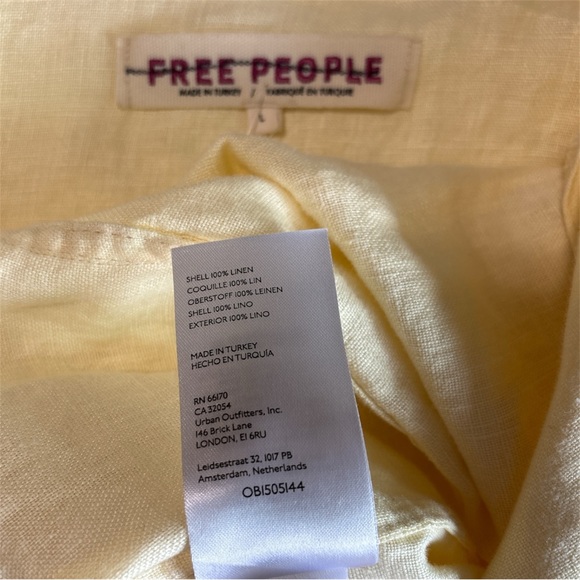 FREE PEOPLE
MADE IN TURKEY / FABRIQUÉ EN TURQUIE
L
SHELL 100% LINEN
COQUILLE 100% LIN
OBERSTOFF 100% LEINEN
SHELL 100% LINO
EXTERIOR 100% LINO
MADE IN TURKEY
HECHO EN TURQUÍA
RN 66170
CA 32054
Urban Outfitters, Inc.
146 Brick Lane
LONDON, E1 6RU
Leidsestraat 32, 1017 PB
Amsterdam, Netherlands
OB1505144